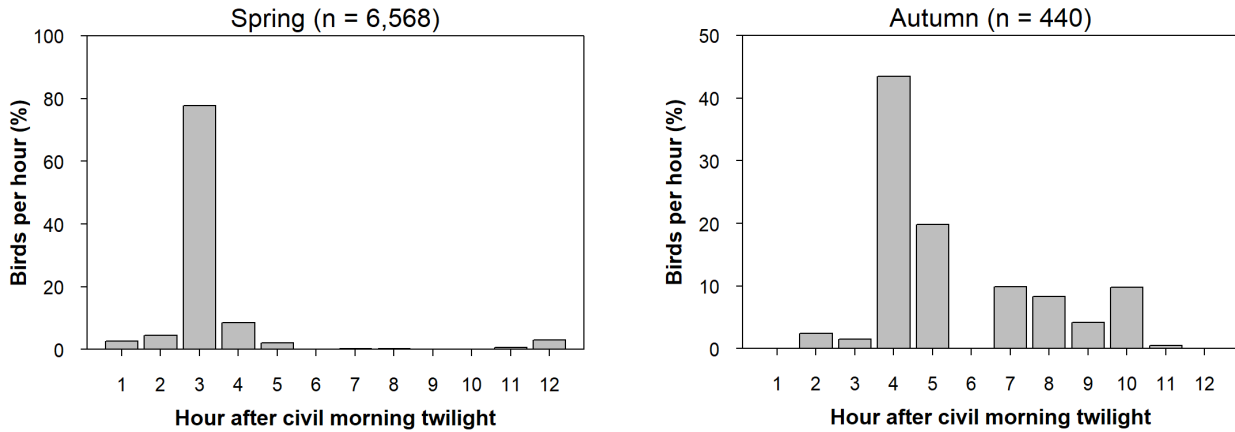 Spring (n = 6,568)
100
80
60
40
20
0
Birds per hour (%)
1 2 3 4 5 6 7 8 9 10 11 12
Hour after civil morning twilight
Autumn (n = 440)
50
40
30
20
10
0
Birds per hour (%)
1 2 3 4 5 6 7 8 9 10 11 12
Hour after civil morning twilight